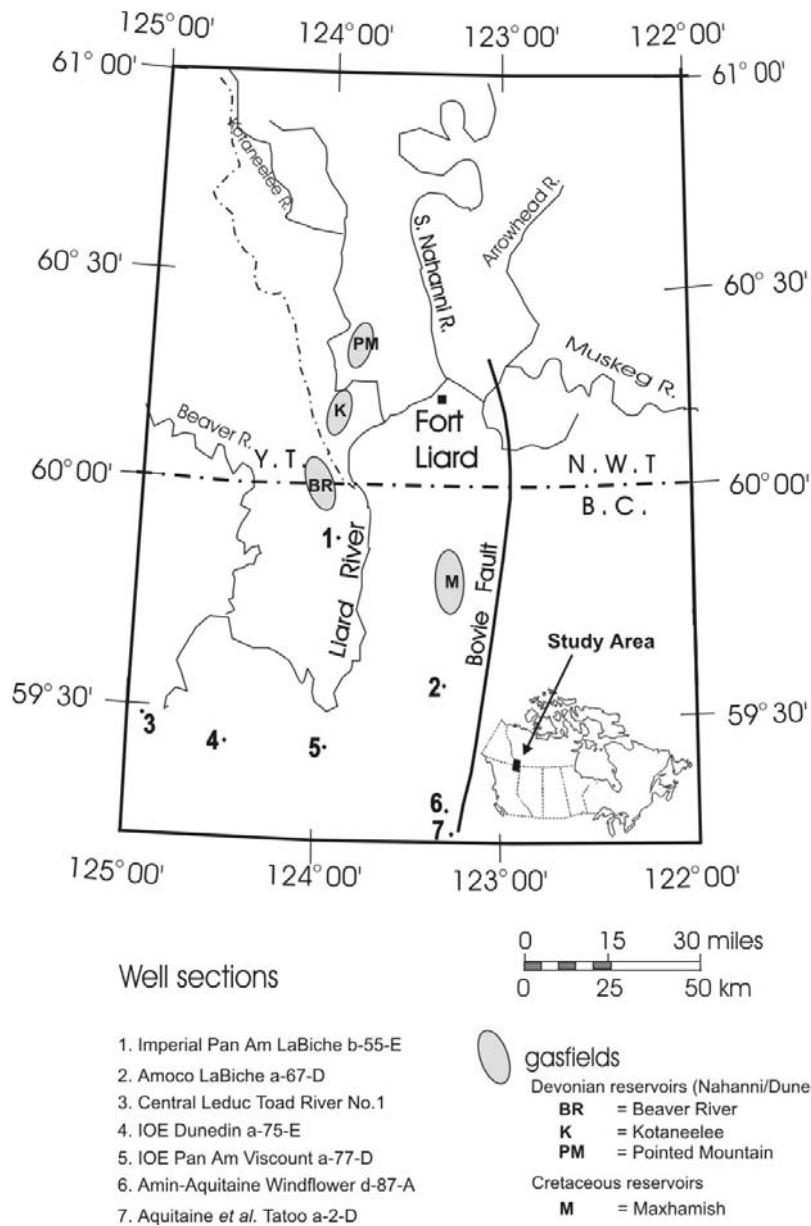 125° 00'
124° 00'
123° 00'
122° 00'
61° 00'
61° 00'
Kotaneelee R.
S. Nahanni R.
Arrowhead R.
60° 30'
60° 30'
PM
Muskeg R.
K
Beaver R.
Fort
Liard
Y. T.
N.W.T
60° 00'
BR
60° 00'
B.C.
1
Liard River
M
Bovie Fault
Study Area
2
59° 30'
59° 30'
3
4
5
6
7
125° 00'
124° 00'
123° 00'
122° 00'
0 15 30 miles
0 25 50 km
Well sections
1. Imperial Pan Am LaBiche b-55-E
2. Amoco LaBiche a-67-D
3. Central Leduc Toad River No.1
4. IOE Dunedin a-75-E
5. IOE Pan Am Viscount a-77-D
6. Amin-Aquitaine Windflower d-87-A
7. Aquitaine et al. Tatoo a-2-D
gasfields
Devonian reservoirs (Nahanni/Dune
BR = Beaver River
K = Kotaneelee
PM = Pointed Mountain
Cretaceous reservoirs
M = Maxhamish